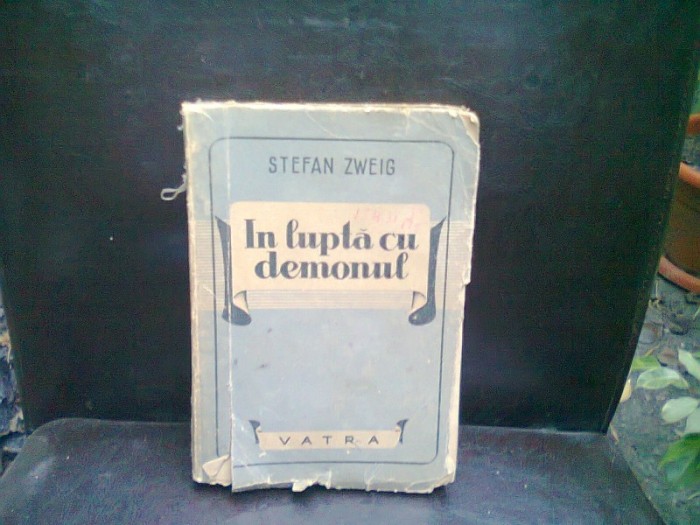 STEFAN ZWEIG
In luptă cu
demonul
VATRA